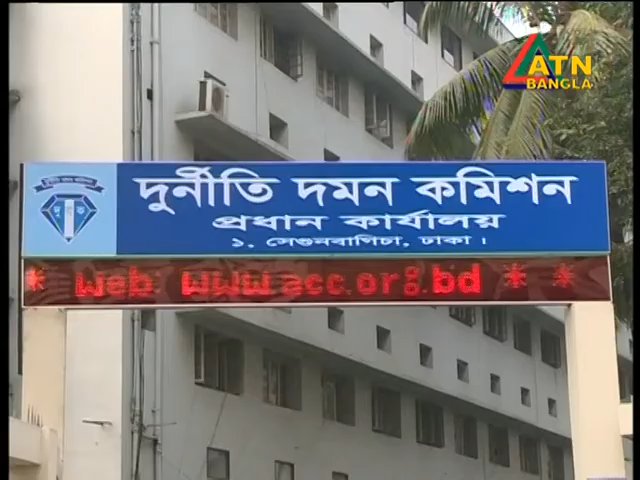 ATN
BANGLA
দুর্নীতি দমন কমিশন
প্রধান কার্যালয়
১, সেগুনবাগিচা, ঢাকা ।
* web: www.acc.org.bd * *